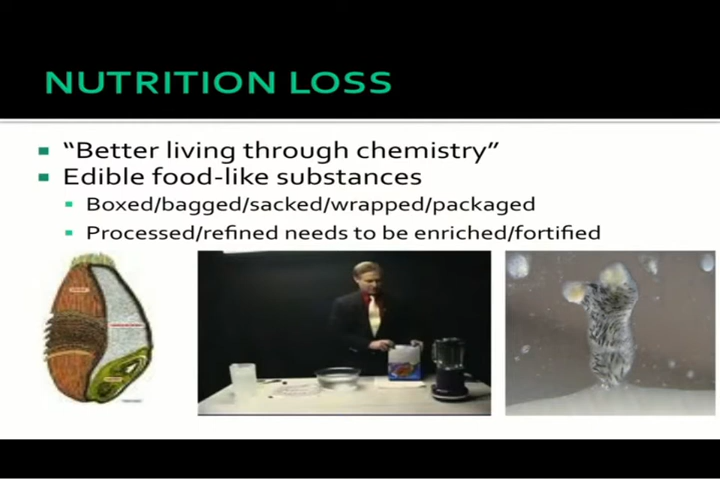 NUTRITION LOSS
“Better living through chemistry”
Edible food-like substances
Boxed/bagged/sacked/wrapped/packaged
Processed/refined needs to be enriched/fortified